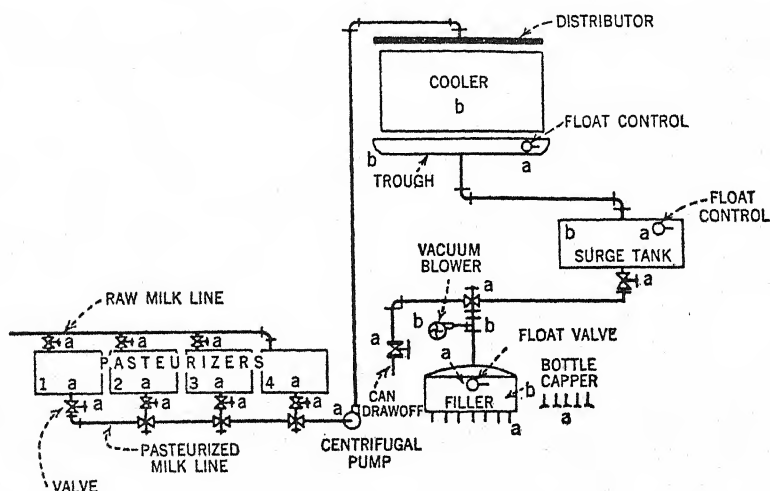 DISTRIBUTOR
COOLER
b
FLOAT CONTROL
b
a
TROUGH
FLOAT
CONTROL
b
a
SURGE TANK
VACUUM
BLOWER
a
a
RAW MILK LINE
b
b
a
FLOAT VALVE
a
a
a
a
PASTEURIZERS
BOTTLE
CAPPER
1 a
2 a
3 a
4 a
CAN
DRAWOFF
FILLER
b
a
a
a
a
a
a
a
PASTEURIZED
MILK LINE
CENTRIFUGAL
PUMP
VALVE